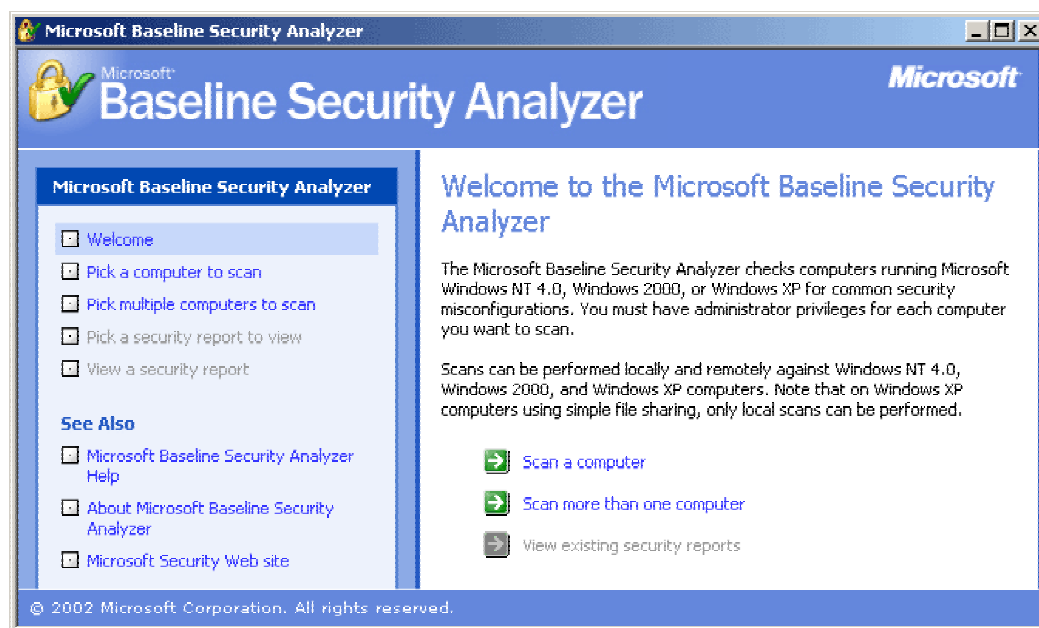 Microsoft Baseline Security Analyzer
Microsoft
Baseline Security Analyzer
Microsoft
Microsoft Baseline Security Analyzer
Welcome
Pick a computer to scan
Pick multiple computers to scan
Pick a security report to view
View a security report
See Also
Microsoft Baseline Security Analyzer
Help
About Microsoft Baseline Security
Analyzer
Microsoft Security Web site
Welcome to the Microsoft Baseline Security
Analyzer
The Microsoft Baseline Security Analyzer checks computers running Microsoft
Windows NT 4.0, Windows 2000, or Windows XP for common security
misconfigurations. You must have administrator privileges for each computer
you want to scan.
Scans can be performed locally and remotely against Windows NT 4.0,
Windows 2000, and Windows XP computers. Note that on Windows XP
computers using simple file sharing, only local scans can be performed.
Scan a computer
Scan more than one computer
View existing security reports
© 2002 Microsoft Corporation. All rights reserved.